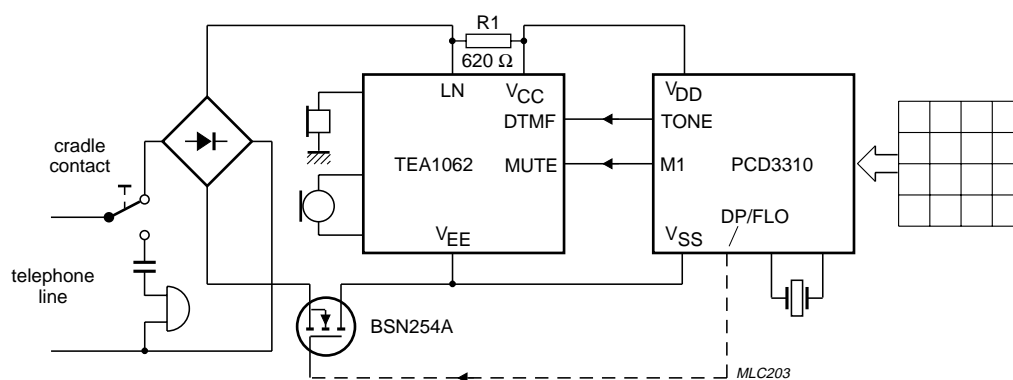 R1
620 Ω
LN
VCC
VDD
DTMF
TONE
cradle
contact
TEA1062
MUTE
M1
PCD3310
DP/FLO
VEE
VSS
telephone
line
BSN254A
MLC203